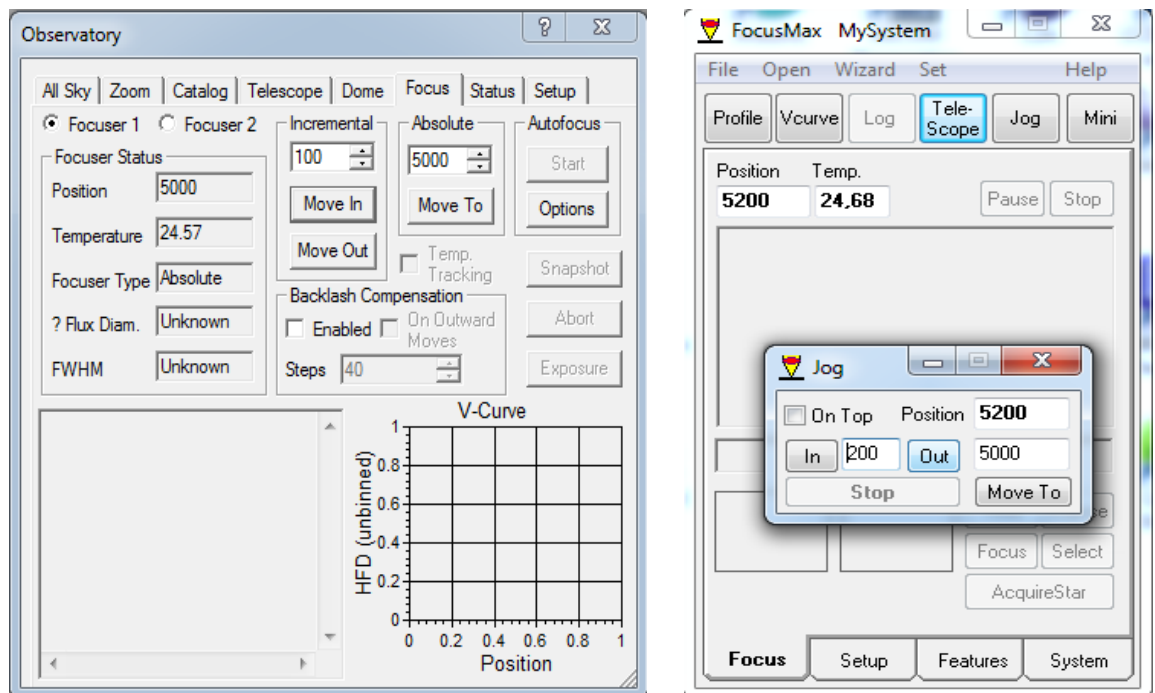 Observatory
All Sky Zoom Catalog Telescope Dome Focus Status Setup
Focuser 1 Focuser 2
Focuser Status
Position 5000
Temperature 24.57
Focuser Type Absolute
? Flux Diam. Unknown
FWHM Unknown
Incremental
100
Move In
Move Out
Absolute
5000
Move To
Autofocus
Start
Options
Temp.
Tracking
Snapshot
Backlash Compensation
Enabled On Outward
Moves
Steps 40
Abort
Exposure
V-Curve
HFD (unbinned)
1
0.8
0.6
0.4
0.2
0
0 0.2 0.4 0.6 0.8 1
Position
FocusMax MySystem
File Open Wizard Set Help
Profile Vcurve Log Tele-
Scope Jog Mini
Position Temp.
5200 24,68 Pause Stop
Jog
On Top Position 5200
In 200 Out 5000
Stop Move To
Focus Select
AcquireStar
Focus Setup Features System